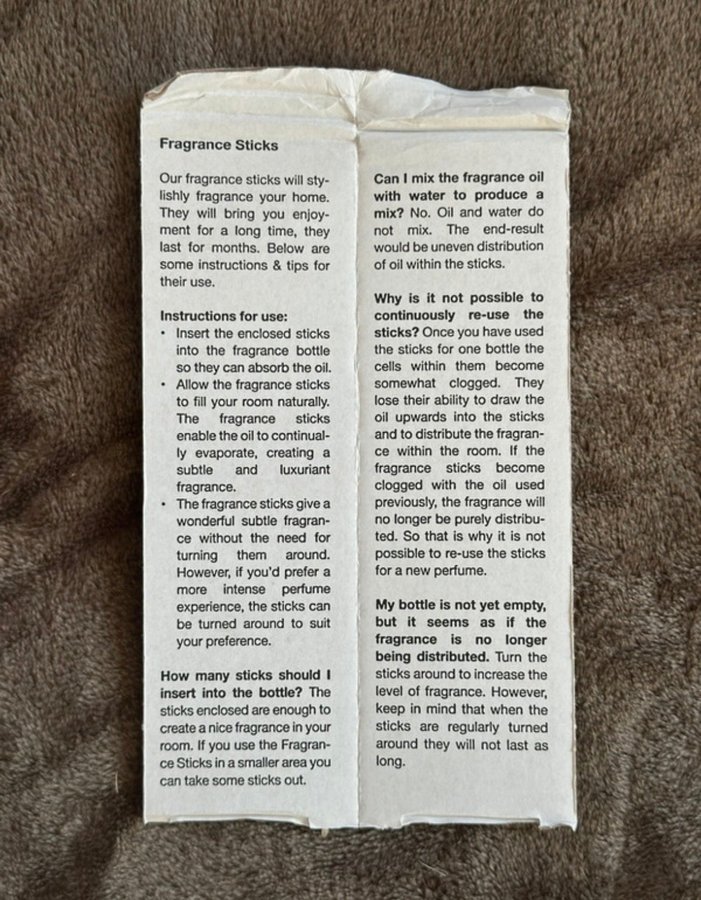 Fragrance Sticks
Our fragrance sticks will sty-
lishly fragrance your home.
They will bring you enjoy-
ment for a long time, they
last for months. Below are
some instructions & tips for
their use.
Instructions for use:
• Insert the enclosed sticks
into the fragrance bottle
so they can absorb the oil.
• Allow the fragrance sticks
to fill your room naturally.
The fragrance sticks
enable the oil to continual-
ly evaporate, creating a
subtle and luxuriant
fragrance.
• The fragrance sticks give a
wonderful subtle fragran-
ce without the need for
turning them around.
However, if you'd prefer a
more intense perfume
experience, the sticks can
be turned around to suit
your preference.
How many sticks should I
insert into the bottle? The
sticks enclosed are enough to
create a nice fragrance in your
room. If you use the Fragran-
ce Sticks in a smaller area you
can take some sticks out.
Can I mix the fragrance oil
with water to produce a
mix? No. Oil and water do
not mix. The end-result
would be uneven distribution
of oil within the sticks.
Why is it not possible to
continuously re-use the
sticks? Once you have used
the sticks for one bottle the
cells within them become
somewhat clogged. They
lose their ability to draw the
oil upwards into the sticks
and to distribute the fragran-
ce within the room. If the
fragrance sticks become
clogged with the oil used
previously, the fragrance will
no longer be purely distribu-
ted. So that is why it is not
possible to re-use the sticks
for a new perfume.
My bottle is not yet empty,
but it seems as if the
fragrance is no longer
being distributed. Turn the
sticks around to increase the
level of fragrance. However,
keep in mind that when the
sticks are regularly turned
around they will not last as
long.